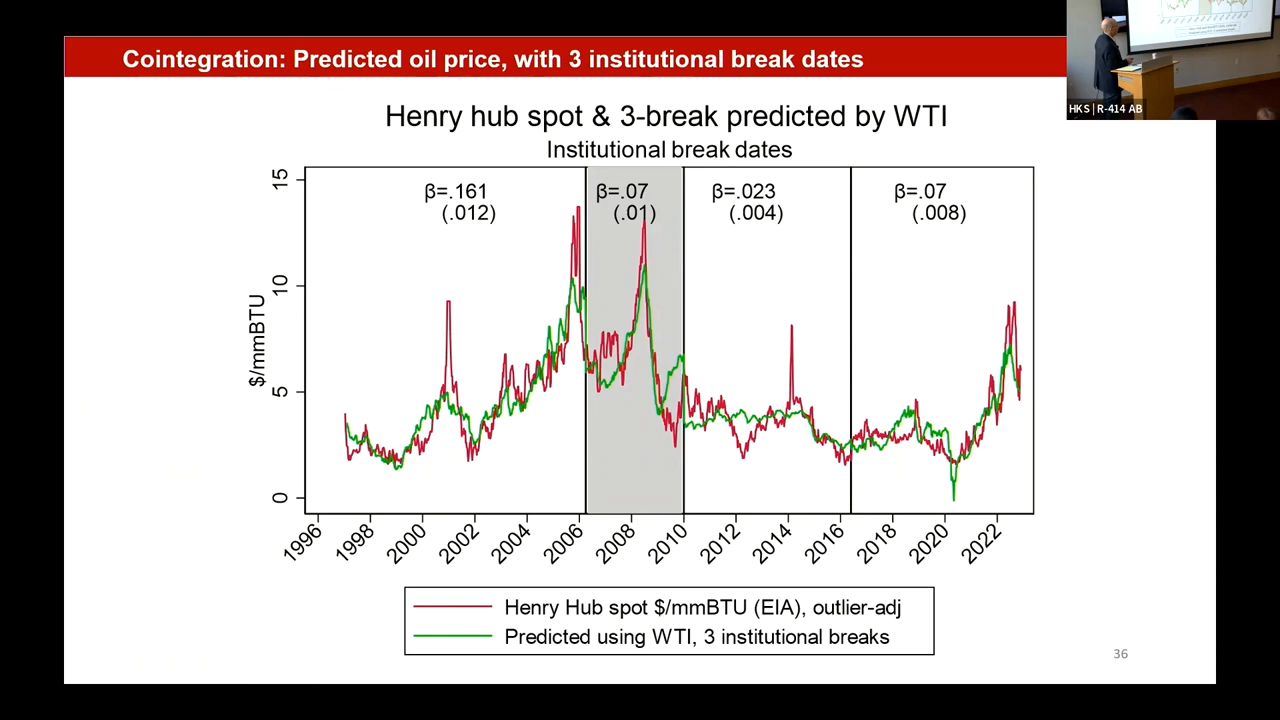 Cointegration: Predicted oil price, with 3 institutional break dates
HKS | R-414 AB
Henry hub spot & 3-break predicted by WTI
Institutional break dates
β=.161
(.012)
β=.07
(.01)
β=.023
(.004)
β=.07
(.008)
$/mmBTU
15
10
5
0
1996 1998 2000 2002 2004 2006 2008 2010 2012 2014 2016 2018 2020 2022
Henry Hub spot $/mmBTU (EIA), outlier-adj
Predicted using WTI, 3 institutional breaks
36